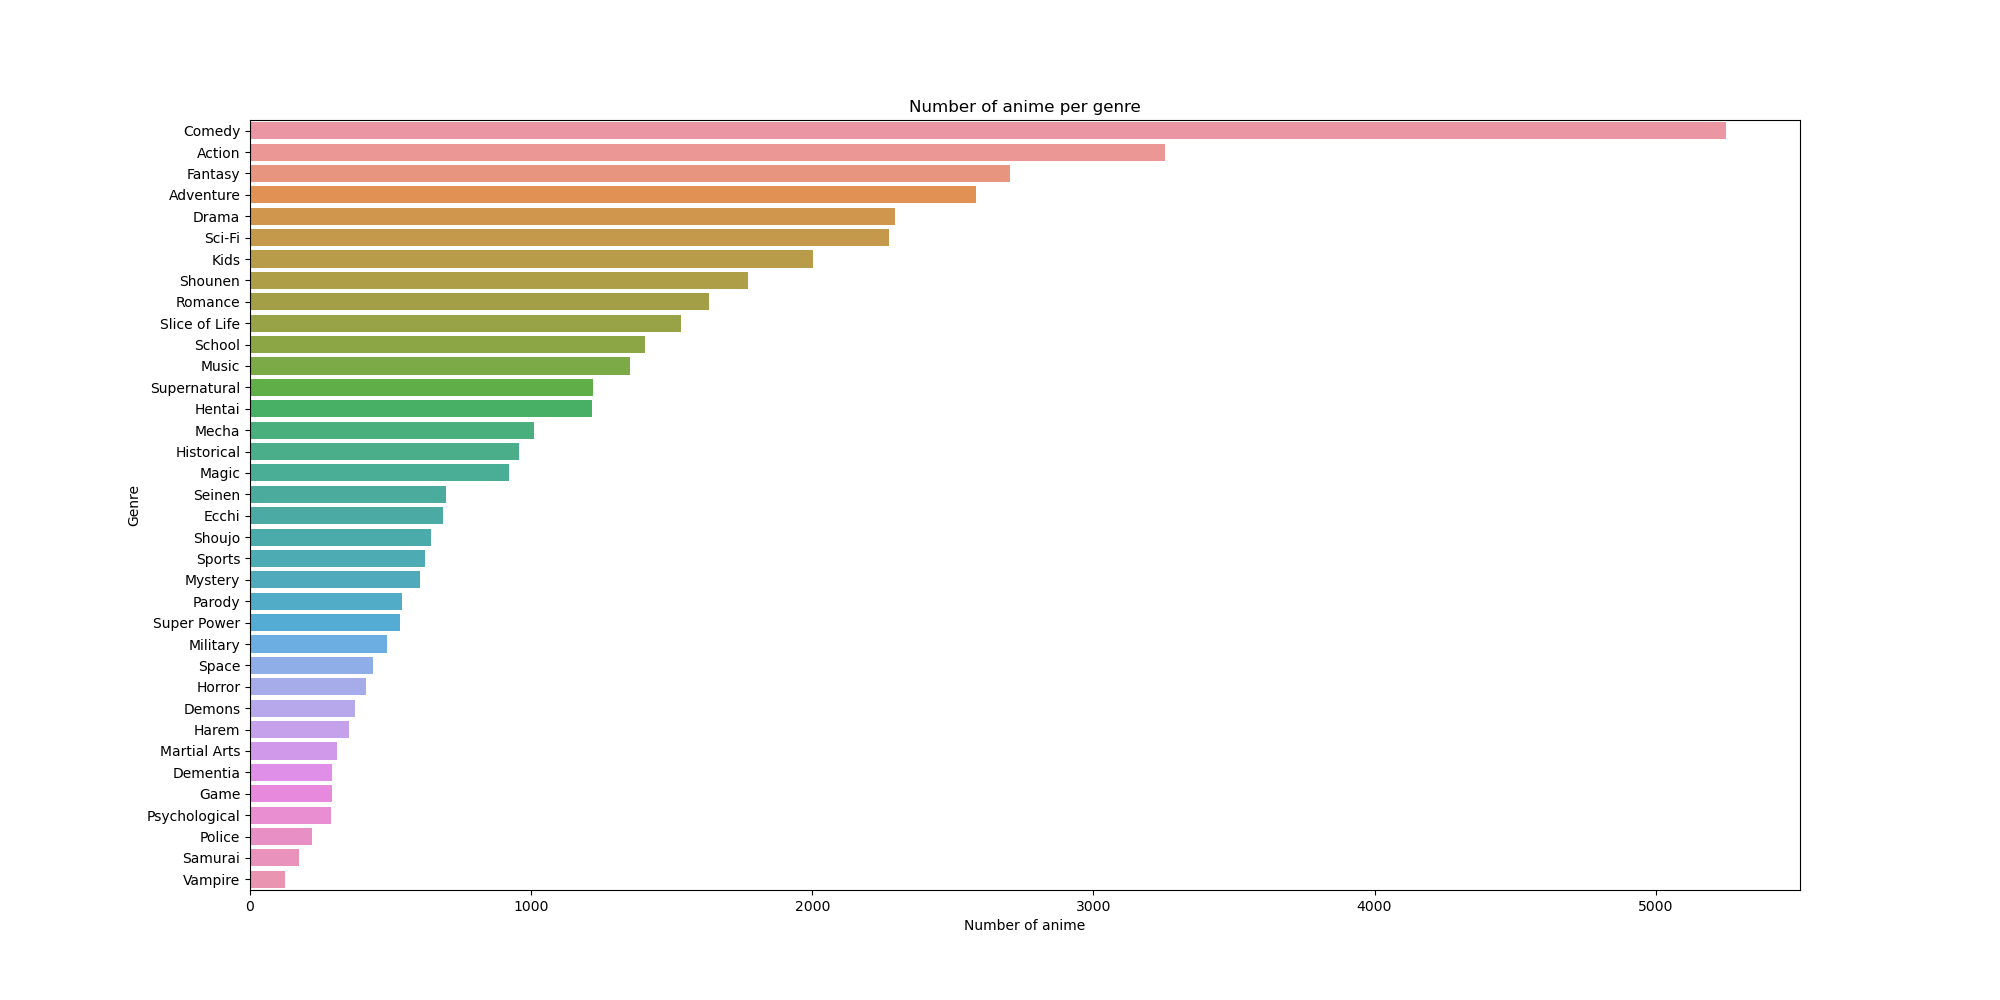 Number of anime per genre
Comedy
Action
Fantasy
Adventure
Drama
Sci-Fi
Kids
Shounen
Romance
Slice of Life
School
Music
Supernatural
Hentai
Mecha
Historical
Magic
Seinen
Ecchi
Shoujo
Sports
Mystery
Parody
Super Power
Military
Space
Horror
Demons
Harem
Martial Arts
Dementia
Game
Psychological
Police
Samurai
Vampire
Genre
0 1000 2000 3000 4000 5000
Number of anime